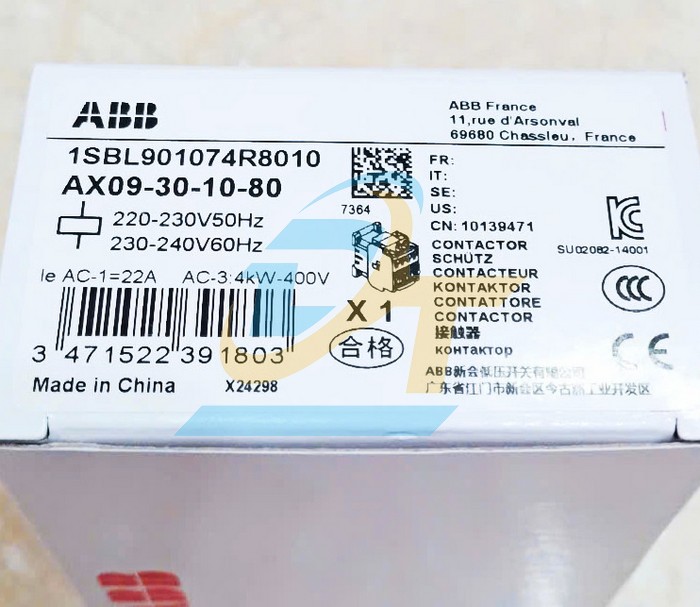 ABB
ABB France
11,rue d'Arsonval
69680 Chassieu, France
1SBL901074R8010
AX09-30-10-80
220-230V50Hz
230-240V60Hz
7364
FR:
IT:
SE:
US:
CN: 10139471
SU02082-14001
Ie AC-1=22A AC-3:4kW-400V
X 1
CONTACTOR
SCHÜTZ
CONTACTEUR
KONTAKTOR
CONTATTORE
CONTACTOR
接触器
контактор
CCC
CE
合格
3 471522 391803
Made in China X24298
ABB新会低压开关有限公司
广东省江门市新会区今古洲工业开发区